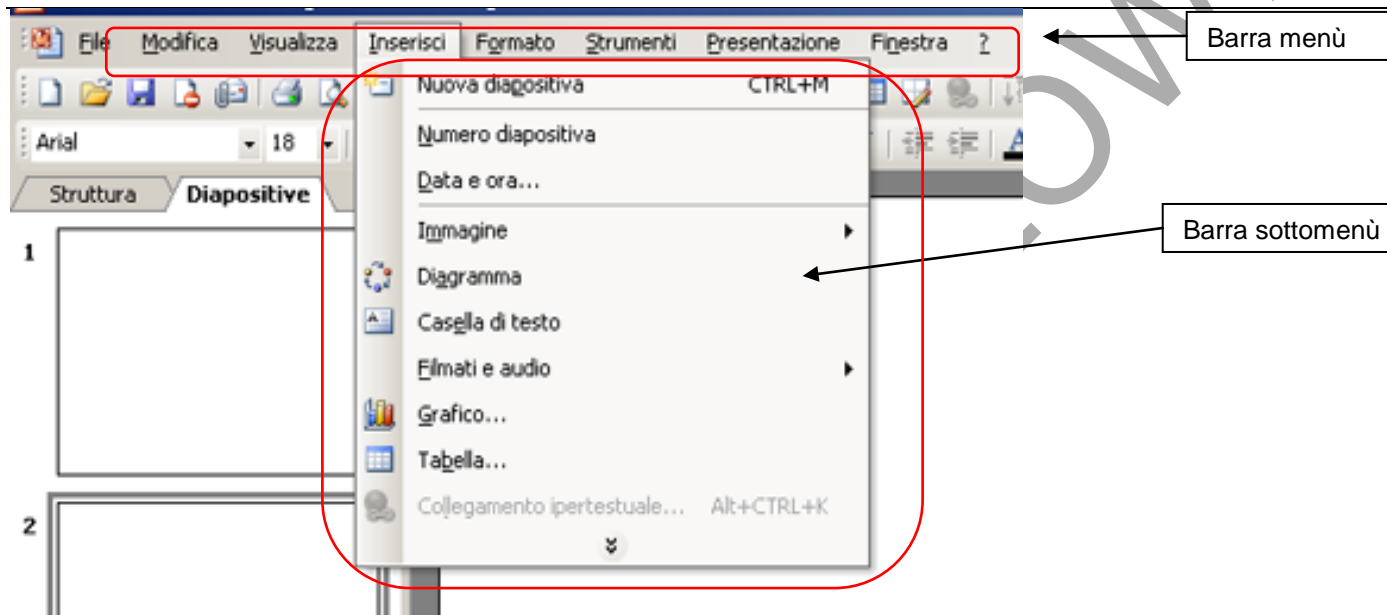 File Modifica Visualizza Inserisci Formato Strumenti Presentazione Finestra ?
Barra menù
Nuova diapositiva CTRL+M
Arial 18
Numero diapositiva
Data e ora...
Struttura Diapositive
Immagine
Barra sottomenù
1
Diagramma
Casella di testo
Filmati e audio
Grafico...
Tabella...
Collegamento ipertestuale... Alt+CTRL+K
2